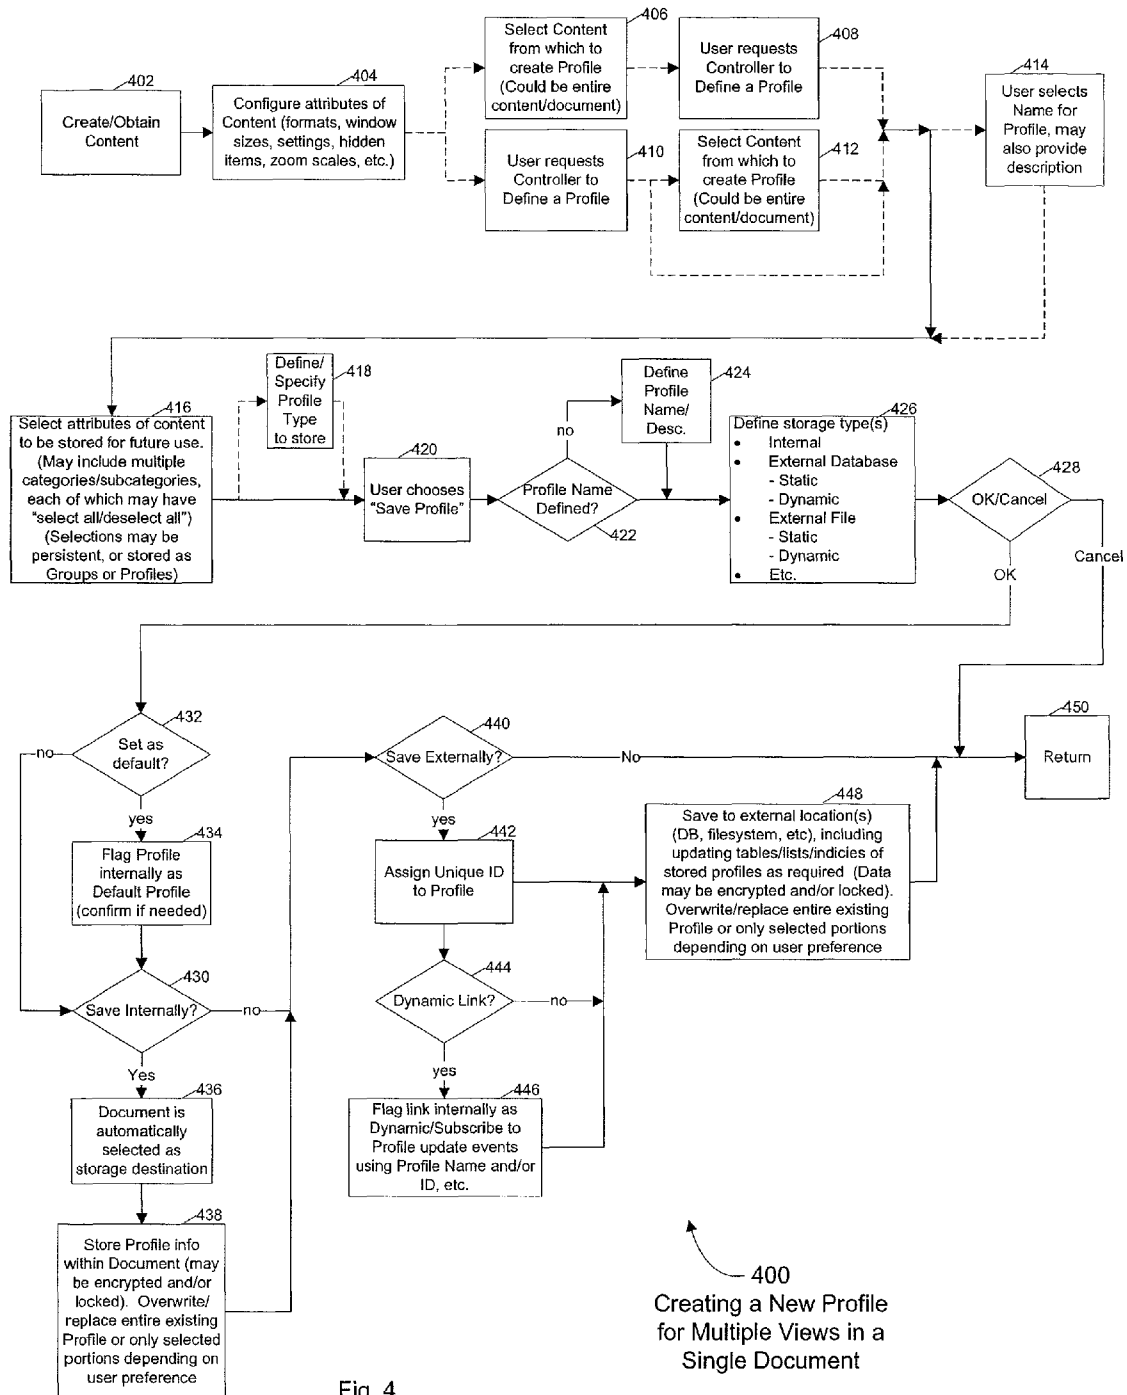 402
Create/Obtain
Content
404
Configure attributes of
Content (formats, window
sizes, settings, hidden
items, zoom scales, etc.)
406
Select Content
from which to
create Profile
(Could be entire
content/document)
408
User requests
Controller to
Define a Profile
410
User requests
Controller to
Define a Profile
412
Select Content
from which to
create Profile
(Could be entire
content/document)
414
User selects
Name for
Profile, may
also provide
description
416
Select attributes of content
to be stored for future use.
(May include multiple
categories/subcategories,
each of which may have
“select all/deselect all”)
(Selections may be
persistent, or stored as
Groups or Profiles)
418
Define/
Specify
Profile
Type
to store
420
User chooses
“Save Profile”
Profile Name
Defined?
422
no
424
Define
Profile
Name/
Desc.
426
Define storage type(s)
• Internal
• External Database
- Static
- Dynamic
• External File
- Static
- Dynamic
• Etc.
428
OK/Cancel
OK
Cancel
432
Set as
default?
no
yes
434
Flag Profile
internally as
Default Profile
(confirm if needed)
430
Save Internally?
no
Yes
436
Document is
automatically
selected as
storage destination
438
Store Profile info
within Document (may
be encrypted and/or
locked). Overwrite/
replace entire existing
Profile or only selected
portions depending on
user preference
440
Save Externally?
No
yes
442
Assign Unique ID
to Profile
444
Dynamic Link?
no
yes
446
Flag link internally as
Dynamic/Subscribe to
Profile update events
using Profile Name and/or
ID, etc.
448
Save to external location(s)
(DB, filesystem, etc), including
updating tables/lists/indicies of
stored profiles as required (Data
may be encrypted and/or locked).
Overwrite/replace entire existing
Profile or only selected portions
depending on user preference
450
Return
400
Creating a New Profile
for Multiple Views in a
Single Document
Fig. 4